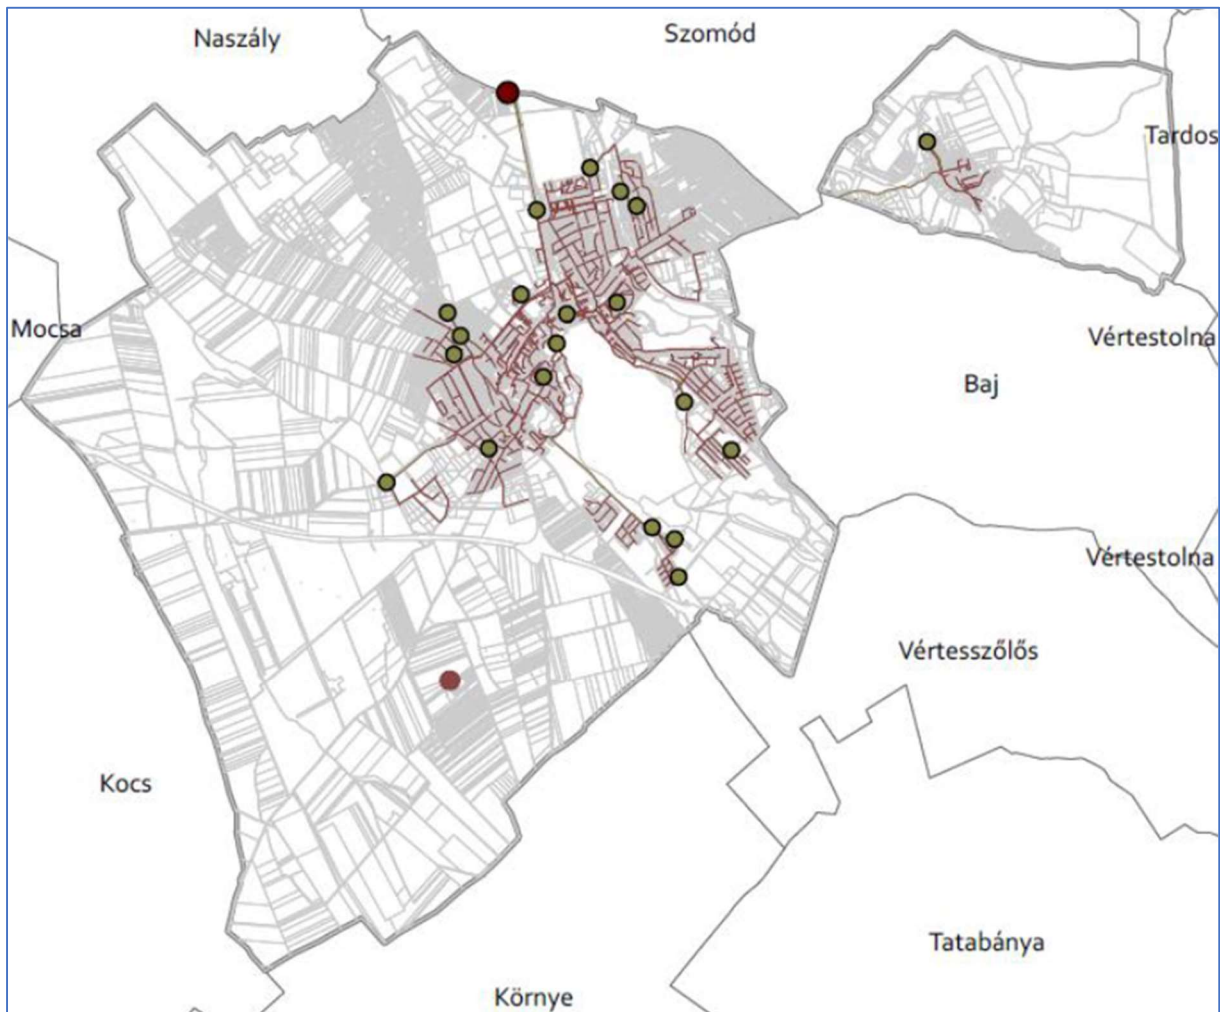 Naszály
Szomód
Tardos
Mocsa
Vértestolna
Baj
Vértestolna
Vértesszőlős
Kocs
Tatabánya
Környe